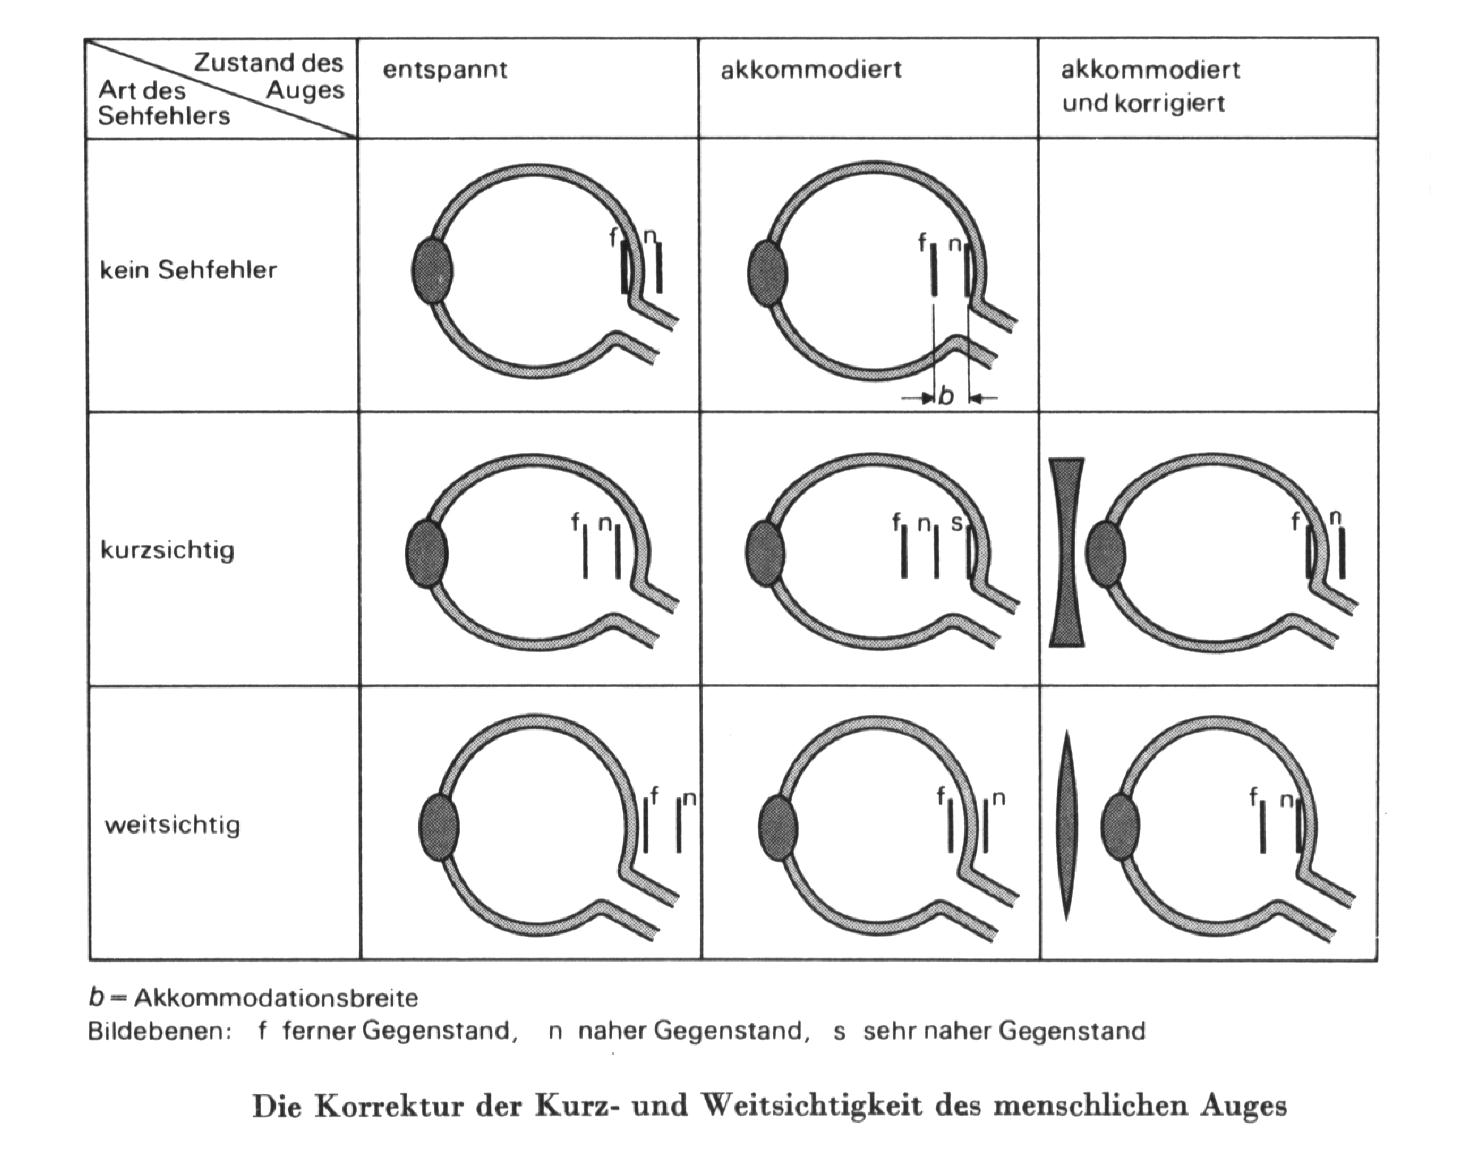 Zustand des
Auges
Art des
Sehfehlers
entspannt
akkommodiert
akkommodiert
und korrigiert
kein Sehfehler
f n
f n
b
kurzsichtig
f n
f n s
f n
weitsichtig
f n
f n
f n
b = Akkommodationsbreite
Bildebenen: f ferner Gegenstand, n naher Gegenstand, s sehr naher Gegenstand
Die Korrektur der Kurz- und Weitsichtigkeit des menschlichen Auges